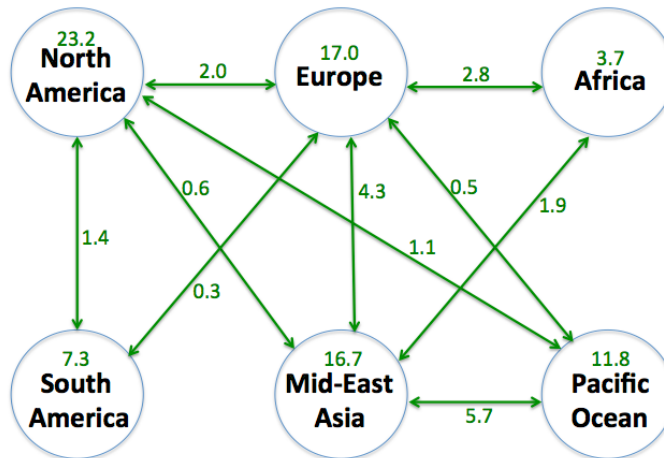 23.2
North
America
2.0
17.0
Europe
2.8
3.7
Africa
0.6
4.3
0.5
1.9
1.4
1.1
0.3
7.3
South
America
16.7
Mid-East
Asia
5.7
11.8
Pacific
Ocean